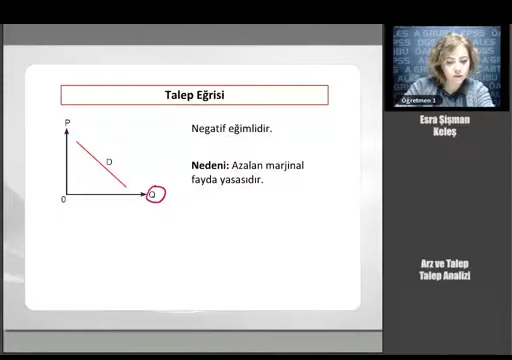 Talep Eğrisi
P
D
0
Q
Negatif eğimlidir.
Nedeni: Azalan marjinal
fayda yasasıdır.
Öğretmen 1
Esra Şişman
Keleş
Arz ve Talep
Talep Analizi